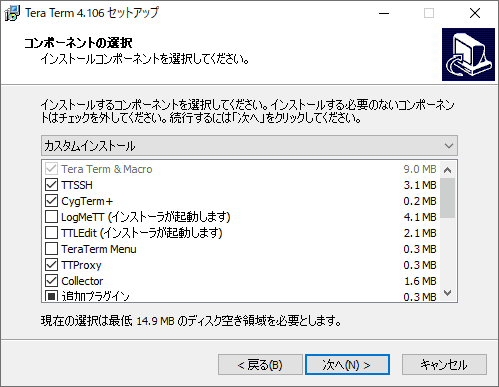 Tera Term 4.106 セットアップ
コンポーネントの選択
インストールコンポーネントを選択してください。
インストールするコンポーネントを選択してください。インストールする必要のないコンポーネン
トはチェックを外してください。続行するには「次へ」をクリックしてください。
カスタムインストール
Tera Term & Macro 9.0 MB
TTSSH 3.1 MB
CygTerm+ 0.2 MB
LogMeTT (インストーラが起動します) 4.1 MB
TTLEdit (インストーラが起動します) 2.1 MB
TeraTerm Menu 0.3 MB
TTProxy 0.3 MB
Collector 1.6 MB
追加プラグイン 0.3 MB
現在の選択は最低 14.9 MB のディスク空き領域を必要とします。
< 戻る(B) 次へ(N) > キャンセル